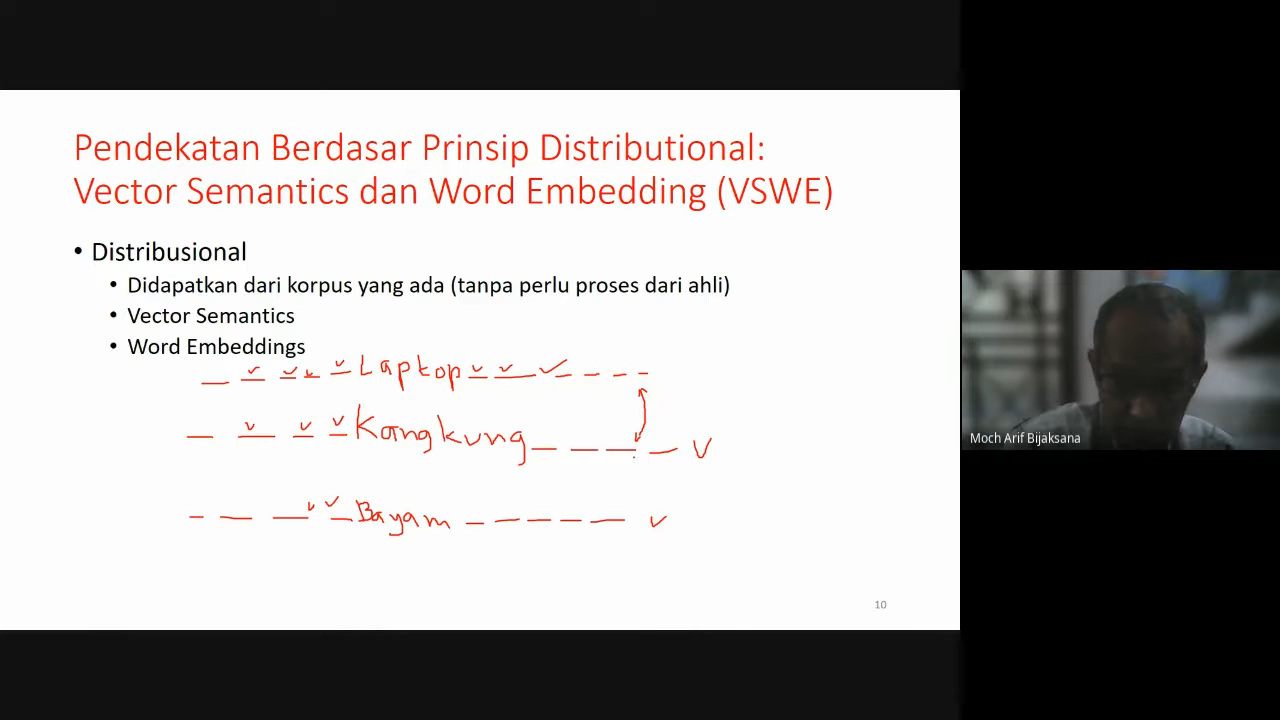 Pendekatan Berdasar Prinsip Distributional:
Vector Semantics dan Word Embedding (VSWE)
• Distribusional
• Didapatkan dari korpus yang ada (tanpa perlu proses dari ahli)
• Vector Semantics
• Word Embeddings
Laptop
Kangkung
Bayam
10
Moch Arif Bijaksana